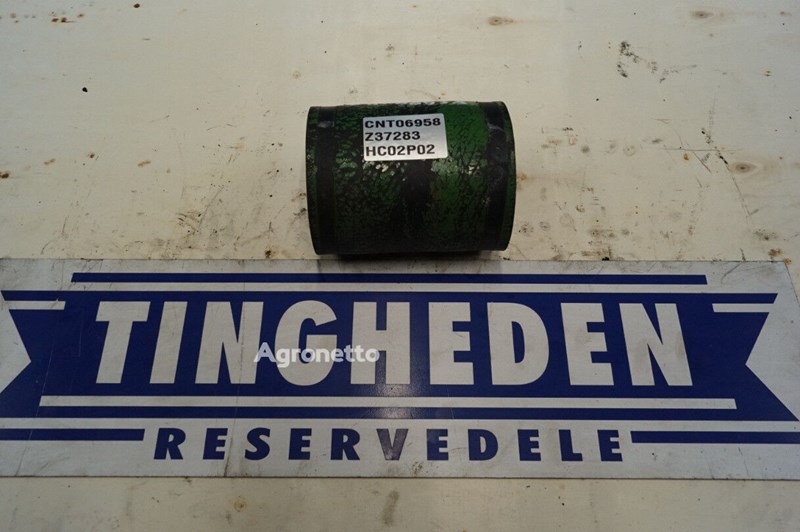 CNT06958
Z37283
HC02P02
TINGHEDEN
Agronetto
RESERVEDELE